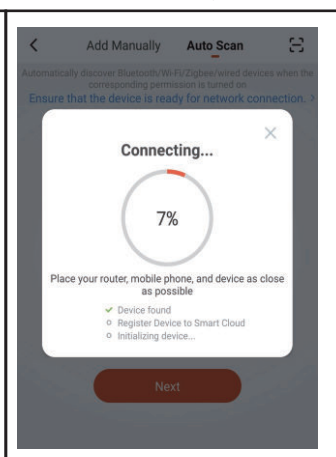 Add Manually Auto Scan
Automatically discover Bluetooth/Wi-Fi/Zigbee/wired devices when the
corresponding permission is turned on
Ensure that the device is ready for network connection. >
Connecting...
7%
Place your router, mobile phone, and device as close
as possible
Device found
Register Device to Smart Cloud
Initializing device...
Next